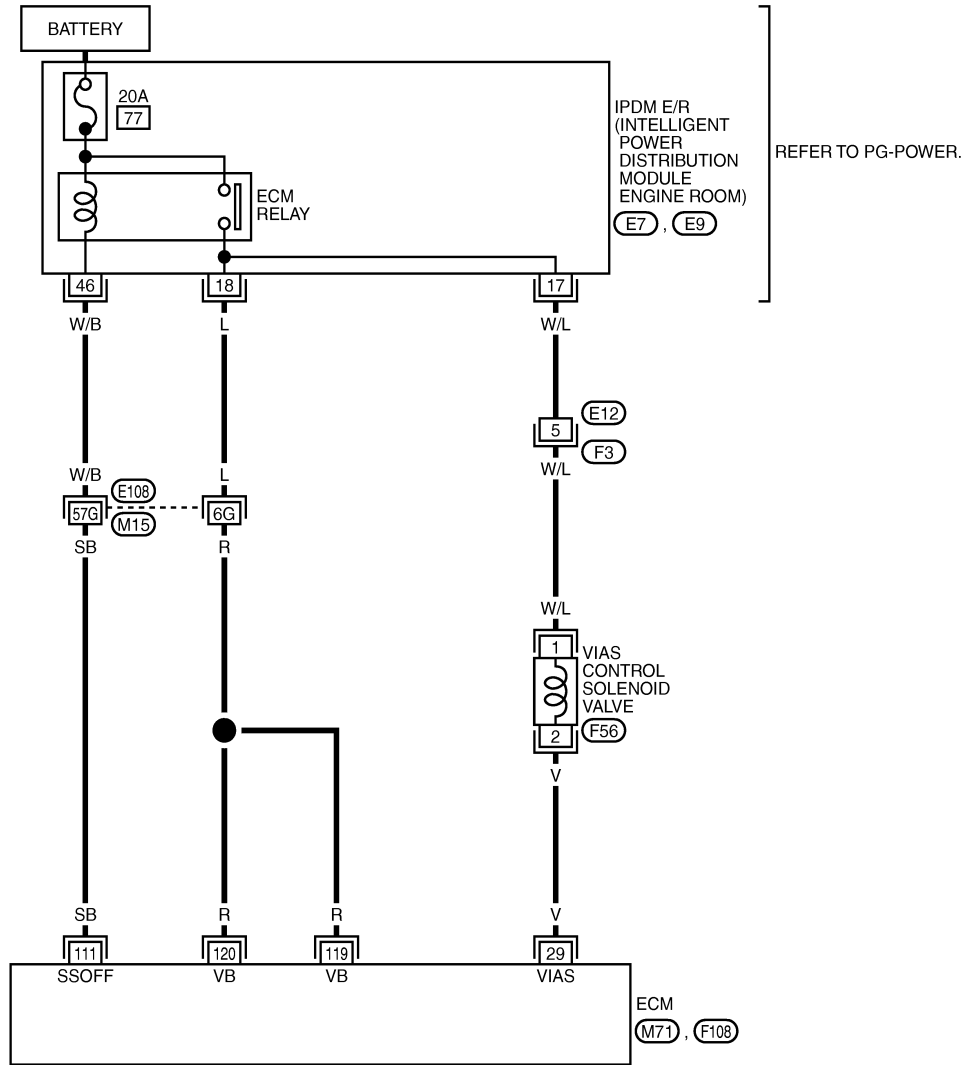 BATTERY
20A
77
IPDM E/R
(INTELLIGENT
POWER
DISTRIBUTION
MODULE
ENGINE ROOM)
E7 , E9
REFER TO PG-POWER.
ECM
RELAY
46
18
17
W/B
L
W/L
E12
5
F3
W/L
W/B
L
E108
57G
6G
M15
SB
R
W/L
1
VIAS
CONTROL
SOLENOID
VALVE
2
F56
V
SB
R
R
V
111
120
119
29
SSOFF
VB
VB
VIAS
ECM
M71 , F108